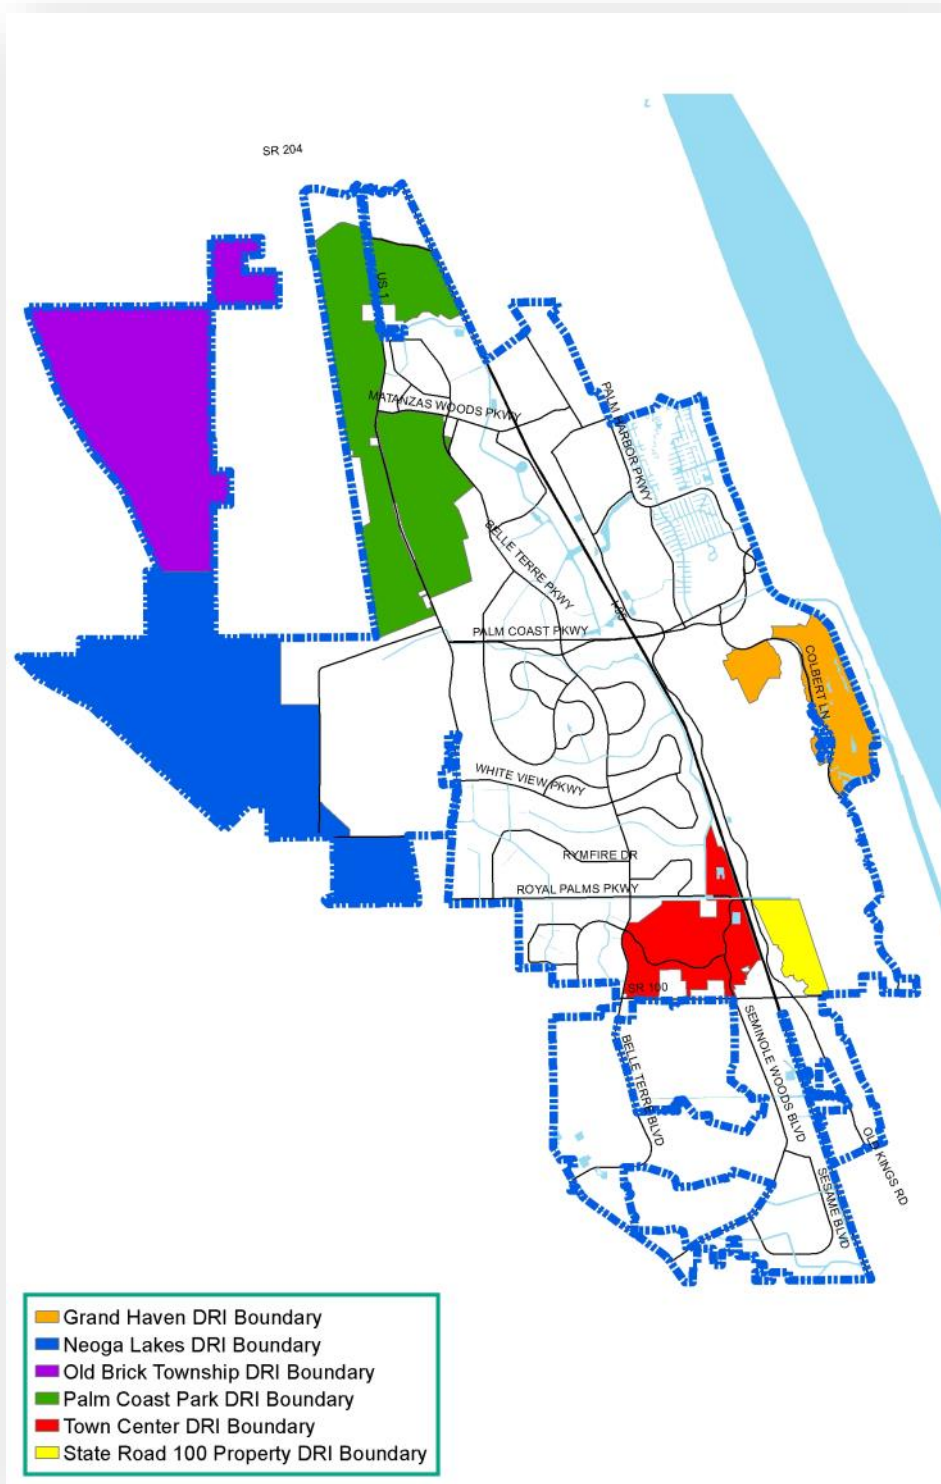 SR 204
US 1
MATANZAS WOODS PKWY
PALM HARBOR PKWY
BELLE TERRE PKWY
I-95
PALM COAST PKWY
COLBERT LN
WHITE VIEW PKWY
RYMFIRE DR
ROYAL PALMS PKWY
SR 100
SEMINOLE WOODS BLVD
BELLE TERRE BLVD
OLD KINGS RD
SESAME BLVD
Grand Haven DRI Boundary
Neoga Lakes DRI Boundary
Old Brick Township DRI Boundary
Palm Coast Park DRI Boundary
Town Center DRI Boundary
State Road 100 Property DRI Boundary